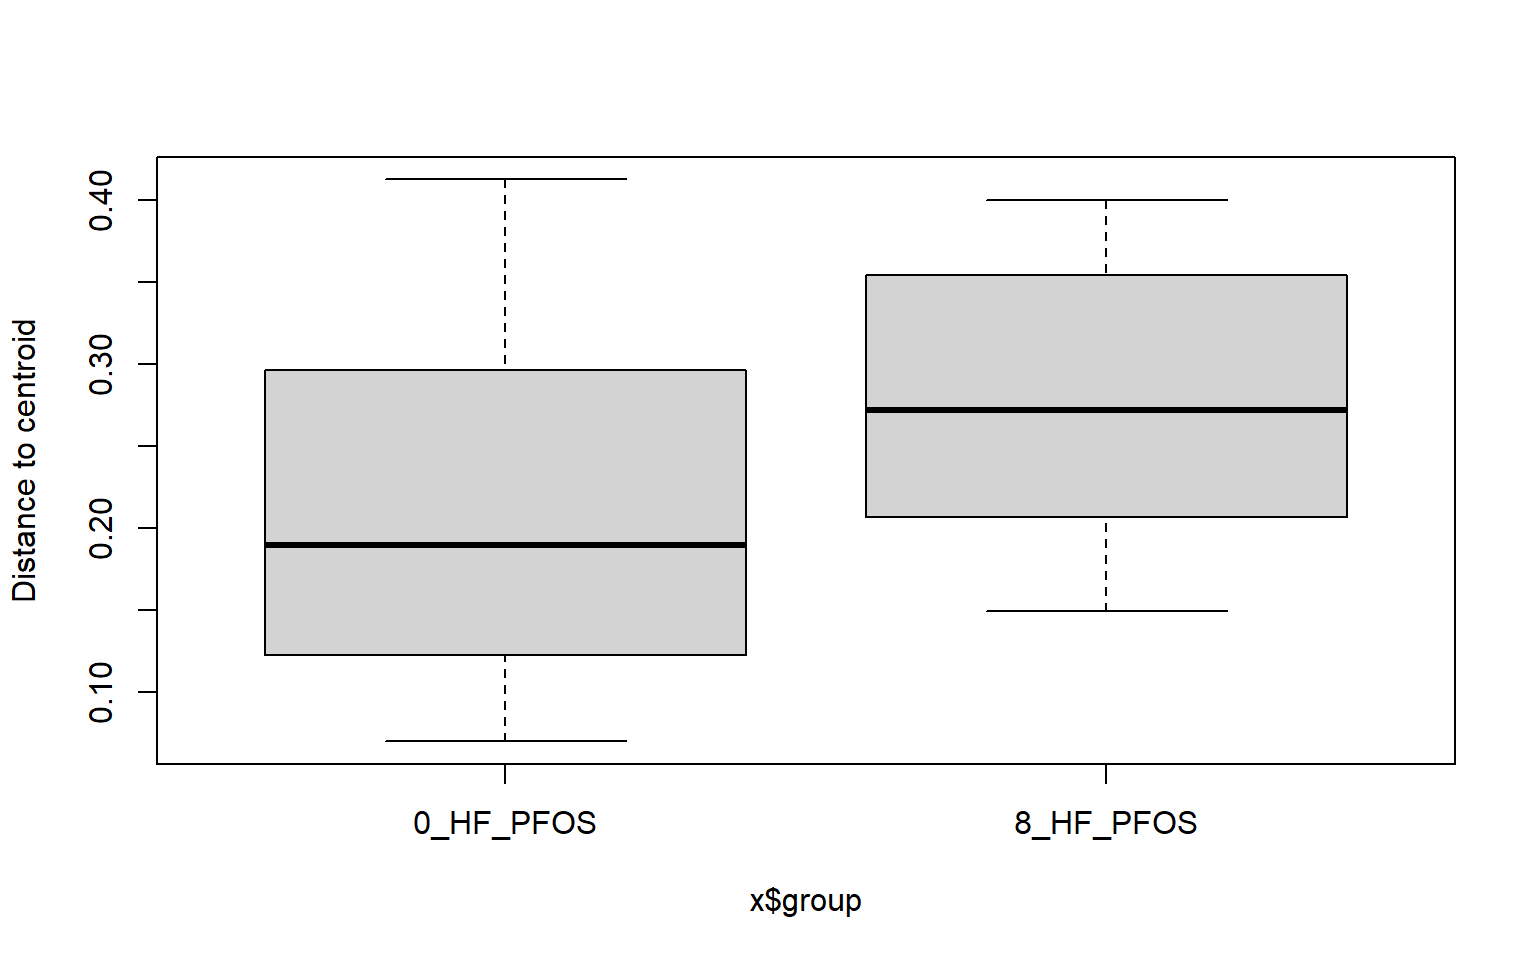 Distance to centroid
0.40
0.30
0.20
0.10
0_HF_PFOS
8_HF_PFOS
x$group